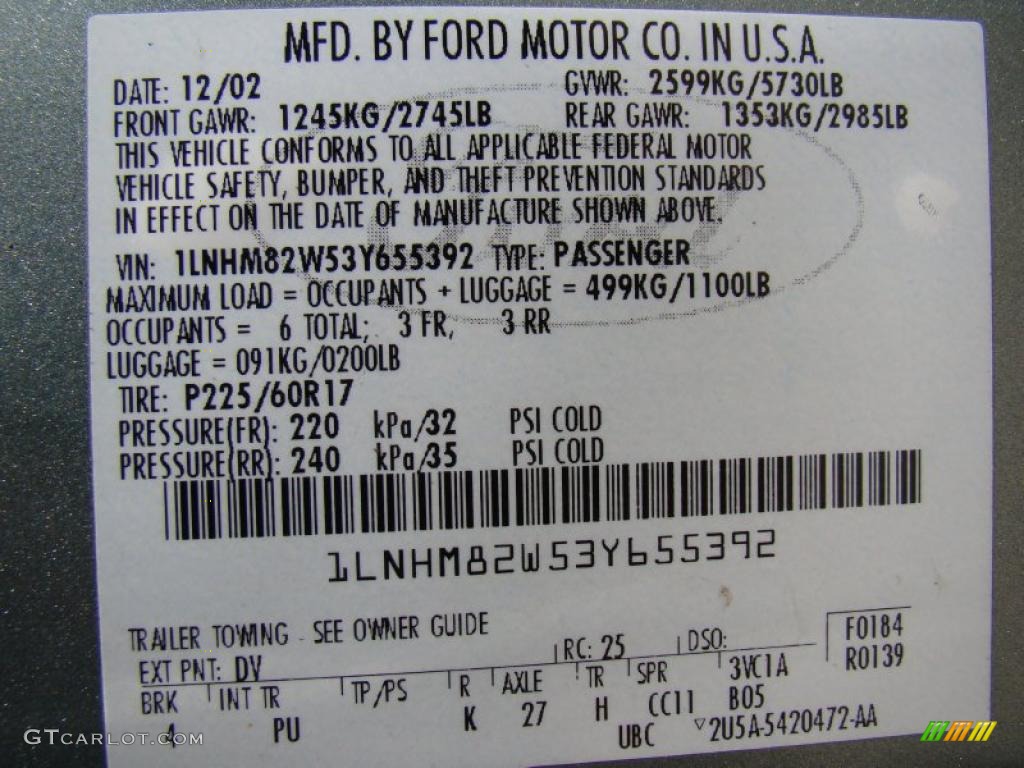 MFD. BY FORD MOTOR CO. IN U.S.A.
DATE: 12/02 GVWR: 2599KG/5730LB
FRONT GAWR: 1245KG/2745LB REAR GAWR: 1353KG/2985LB
THIS VEHICLE CONFORMS TO ALL APPLICABLE FEDERAL MOTOR
VEHICLE SAFETY, BUMPER, AND THEFT PREVENTION STANDARDS
IN EFFECT ON THE DATE OF MANUFACTURE SHOWN ABOVE.
VIN: 1LNHM82W53Y655392 TYPE: PASSENGER
MAXIMUM LOAD = OCCUPANTS + LUGGAGE = 499KG/1100LB
OCCUPANTS = 6 TOTAL; 3 FR, 3 RR
LUGGAGE = 091KG/0200LB
TIRE: P225/60R17
PRESSURE(FR): 220 kPa/32 PSI COLD
PRESSURE(RR): 240 kPa/35 PSI COLD
1LNHM82W53Y655392
TRAILER TOWING - SEE OWNER GUIDE
EXT PNT: DV RC: 25 DSO: F0184
R0139
BRK INT TR TP/PS R AXLE TR SPR 3VC1A
4 PU K 27 H CC11 B05
UBC 2U5A-5420472-AA
GTCARLOT.COM